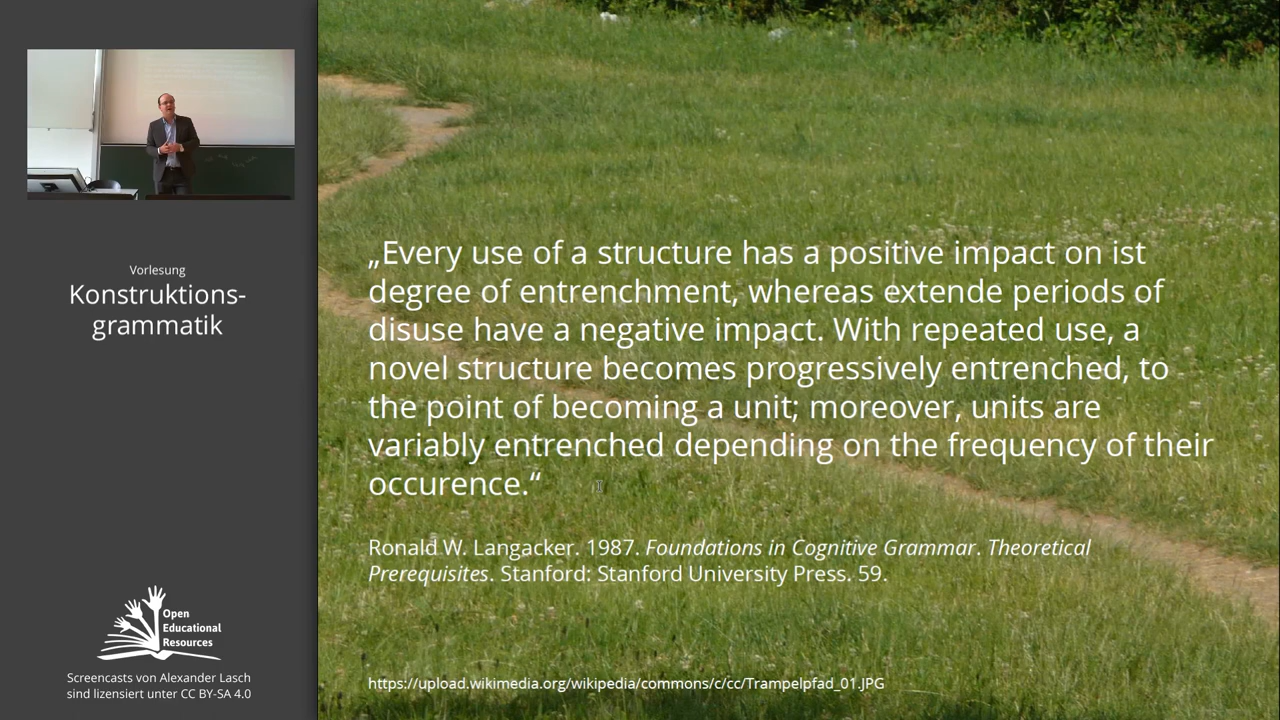 Vorlesung
Konstruktions-
grammatik
Open
Educational
Resources
Screencasts von Alexander Lasch
sind lizensiert unter CC BY-SA 4.0
„Every use of a structure has a positive impact on ist
degree of entrenchment, whereas extende periods of
disuse have a negative impact. With repeated use, a
novel structure becomes progressively entrenched, to
the point of becoming a unit; moreover, units are
variably entrenched depending on the frequency of their
occurence.“
Ronald W. Langacker. 1987. Foundations in Cognitive Grammar. Theoretical
Prerequisites. Stanford: Stanford University Press. 59.
https://upload.wikimedia.org/wikipedia/commons/c/cc/Trampelpfad_01.JPG